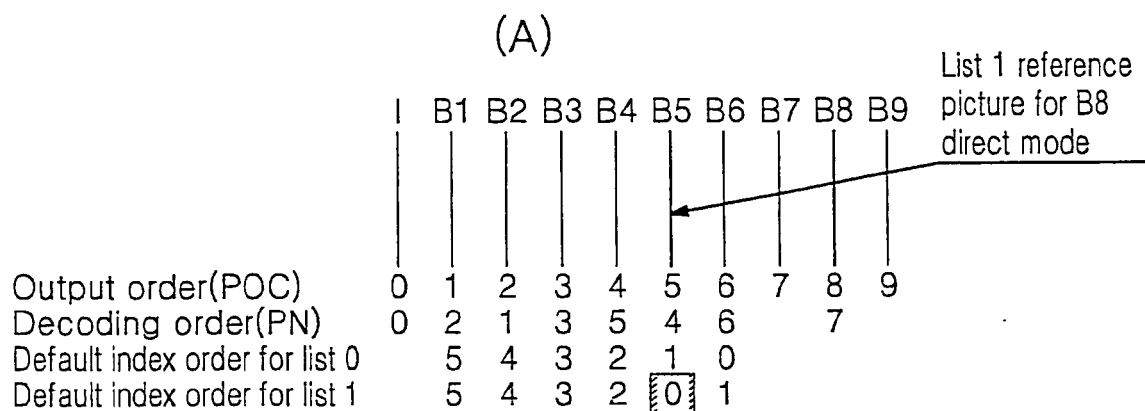 (A)
List 1 reference
picture for B8
direct mode
I B1 B2 B3 B4 B5 B6 B7 B8 B9
Output order(POC) 0 1 2 3 4 5 6 7 8 9
Decoding order(PN) 0 2 1 3 5 4 6 7
Default index order for list 0 5 4 3 2 1 0
Default index order for list 1 5 4 3 2 0 1